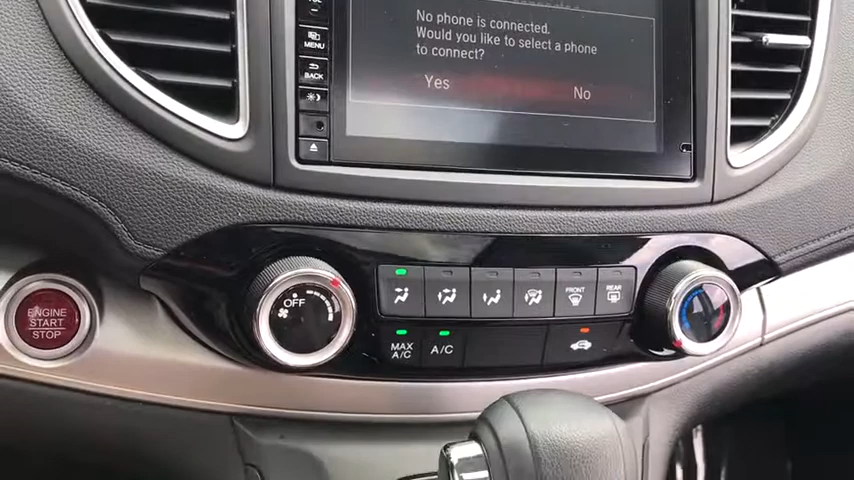 No phone is connected.
Would you like to select a phone
to connect?
MENU
BACK
Yes
No
OFF
FRONT
REAR
ENGINE
START
STOP
MAX
A/C
A/C